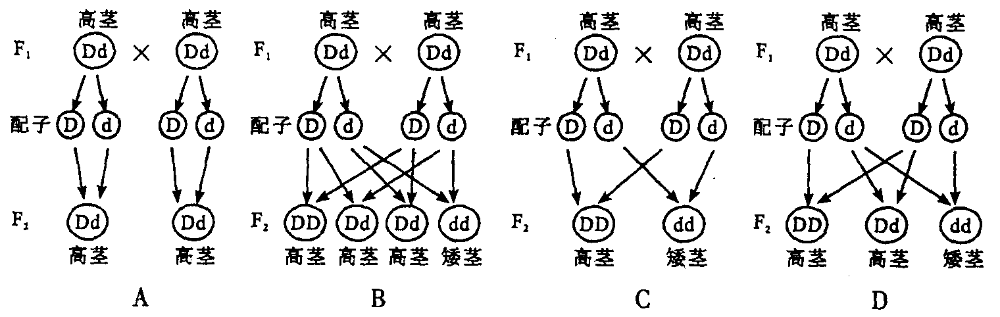 高茎 高茎 高茎 高茎 高茎 高茎 高茎 高茎
F₁ Dd × Dd F₁ Dd × Dd F₁ Dd × Dd F₁ Dd × Dd
配子 D d D d 配子 D d D d 配子 D d D d 配子 D d D d
F₂ Dd Dd F₂ DD Dd Dd dd F₂ DD dd F₂ DD Dd dd
高茎 高茎 高茎 高茎 高茎 矮茎 高茎 矮茎 高茎 高茎 矮茎
A B C D